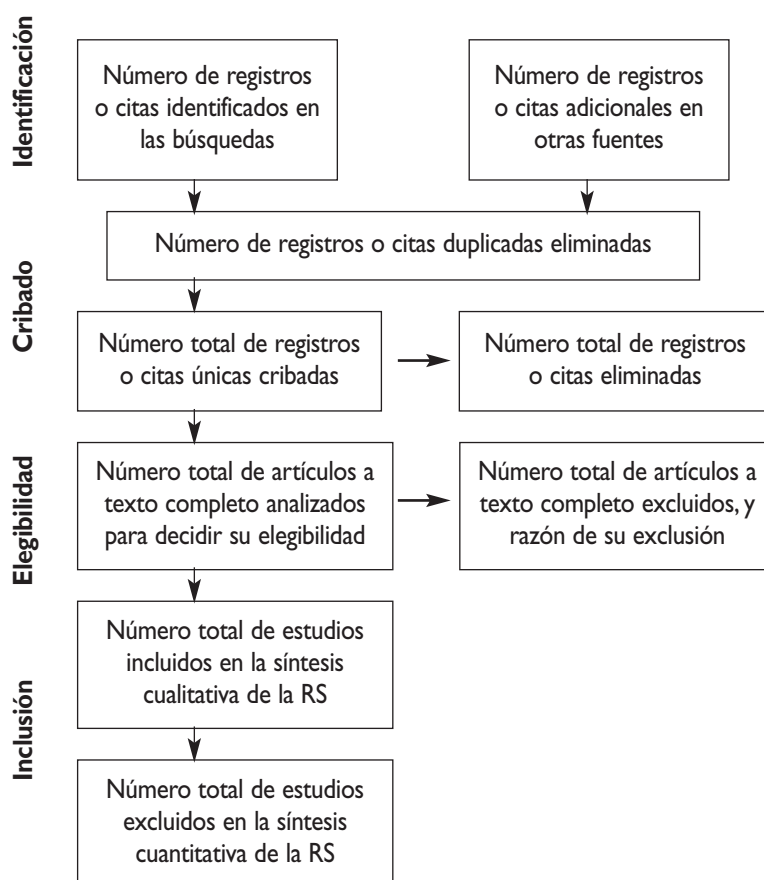 Identificación
Número de registros
o citas identificados en
las búsquedas
Número de registros
o citas adicionales en
otras fuentes
Número de registros o citas duplicadas eliminadas
Cribado
Número total de registros
o citas únicas cribadas
Número total de registros
o citas eliminadas
Elegibilidad
Número total de artículos a
texto completo analizados
para decidir su elegibilidad
Número total de artículos a
texto completo excluidos, y
razón de su exclusión
Inclusión
Número total de estudios
incluidos en la síntesis
cualitativa de la RS
Número total de estudios
excluidos en la síntesis
cuantitativa de la RS